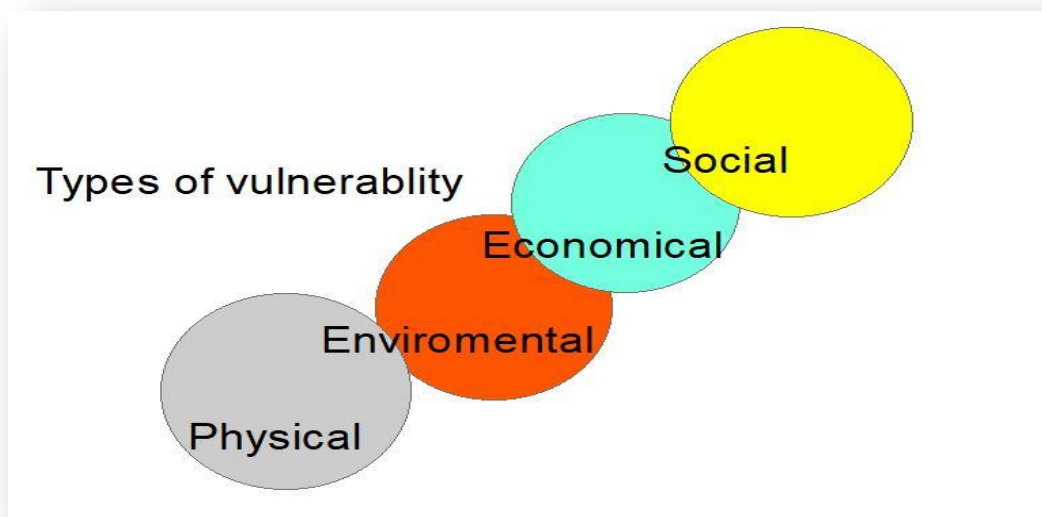 Social
Types of vulnerablity
Economical
Enviromental
Physical